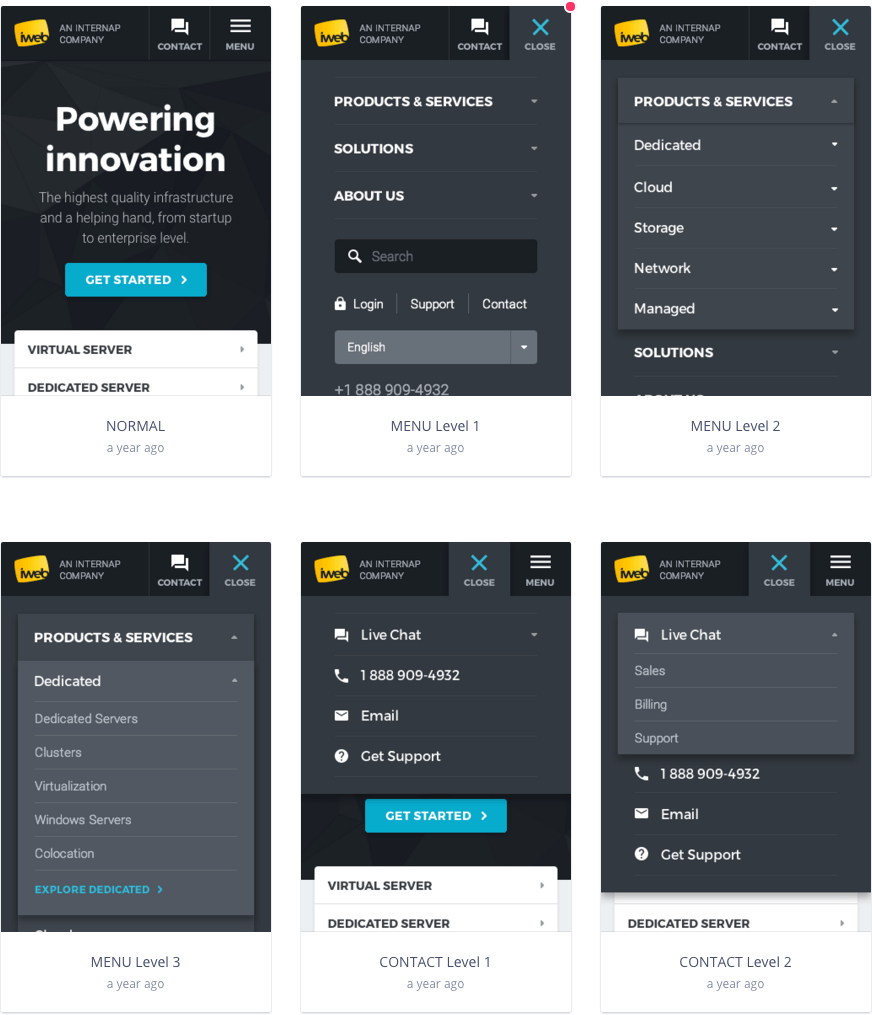 iweb AN INTERNAP
COMPANY
CONTACT
MENU
Powering
innovation
The highest quality infrastructure
and a helping hand, from startup
to enterprise level.
GET STARTED
VIRTUAL SERVER
DEDICATED SERVER
NORMAL
a year ago
iweb AN INTERNAP
COMPANY
CONTACT
CLOSE
PRODUCTS & SERVICES
SOLUTIONS
ABOUT US
Search
Login Support Contact
English
+1 888 909-4932
MENU Level 1
a year ago
iweb AN INTERNAP
COMPANY
CONTACT
CLOSE
PRODUCTS & SERVICES
Dedicated
Cloud
Storage
Network
Managed
SOLUTIONS
MENU Level 2
a year ago
iweb AN INTERNAP
COMPANY
CONTACT
CLOSE
PRODUCTS & SERVICES
Dedicated
Dedicated Servers
Clusters
Virtualization
Windows Servers
Colocation
EXPLORE DEDICATED
MENU Level 3
a year ago
iweb AN INTERNAP
COMPANY
CLOSE
MENU
Live Chat
1 888 909-4932
Email
Get Support
GET STARTED
VIRTUAL SERVER
DEDICATED SERVER
CONTACT Level 1
a year ago
iweb AN INTERNAP
COMPANY
CLOSE
MENU
Live Chat
Sales
Billing
Support
1 888 909-4932
Email
Get Support
DEDICATED SERVER
CONTACT Level 2
a year ago